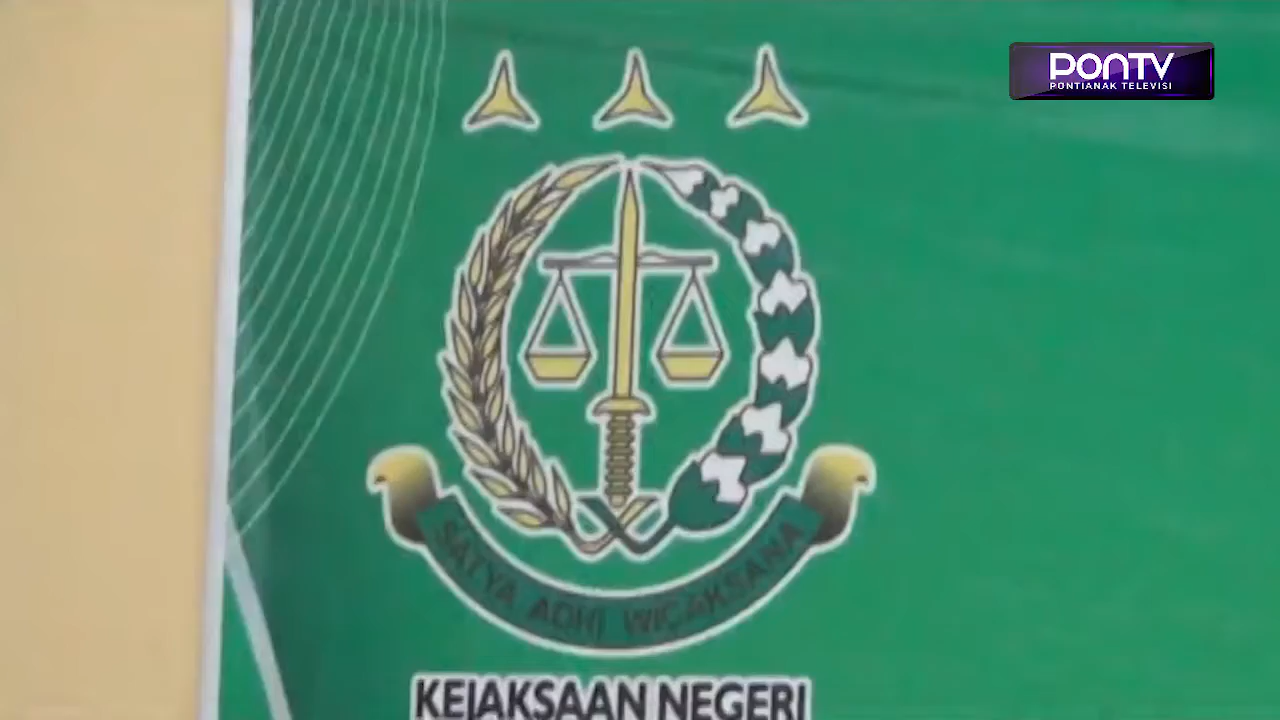 PONTV
PONTIANAK TELEVISI
SATYA ADHI WICAKSANA
KEJAKSAAN NEGERI